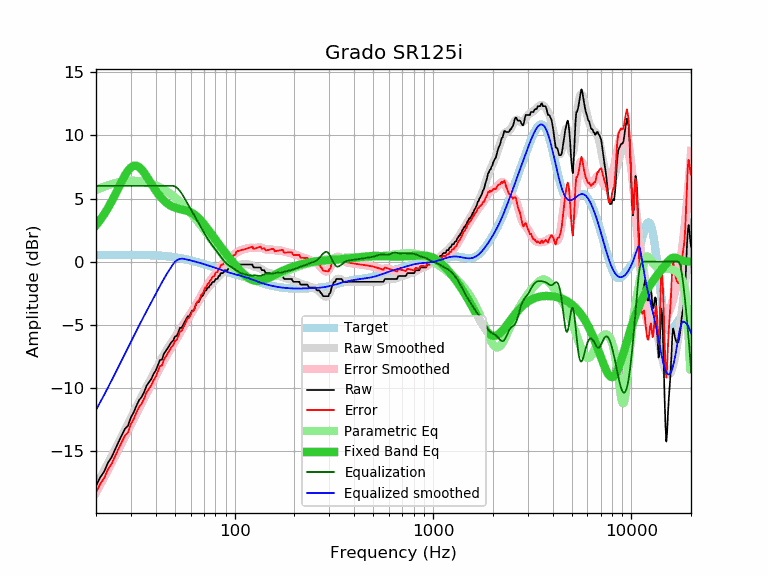 Grado SR125i
15
10
5
0
−5
−10
−15
Amplitude (dBr)
Target
Raw Smoothed
Error Smoothed
Raw
Error
Parametric Eq
Fixed Band Eq
Equalization
Equalized smoothed
100
1000
10000
Frequency (Hz)